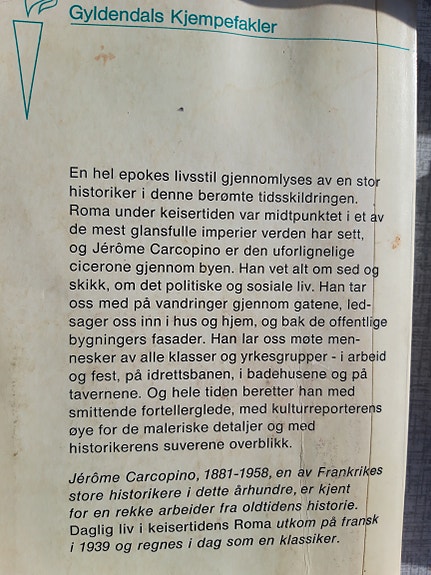 Gyldendals Kjempefakler
En hel epokes livsstil gjennomlyses av en stor
historiker i denne berømte tidsskildringen.
Roma under keisertiden var midtpunktet i et av
de mest glansfulle imperier verden har sett,
og Jérôme Carcopino er den uforlignelige
cicerone gjennom byen. Han vet alt om sed og
skikk, om det politiske og sosiale liv. Han tar
oss med på vandringer gjennom gatene, led-
sager oss inn i hus og hjem, og bak de offentlige
bygningers fasader. Han lar oss møte men-
nesker av alle klasser og yrkesgrupper - i arbeid
og fest, på idrettsbanen, i badehusene og på
tavernene. Og hele tiden beretter han med
smittende fortellerglede, med kulturreporterens
øye for de maleriske detaljer og med
historikerens suverene overblikk.
Jérôme Carcopino, 1881-1958, en av Frankrikes
store historikere i dette århundre, er kjent
for en rekke arbeider fra oldtidens historie.
Daglig liv i keisertidens Roma utkom på fransk
i 1939 og regnes i dag som en klassiker.